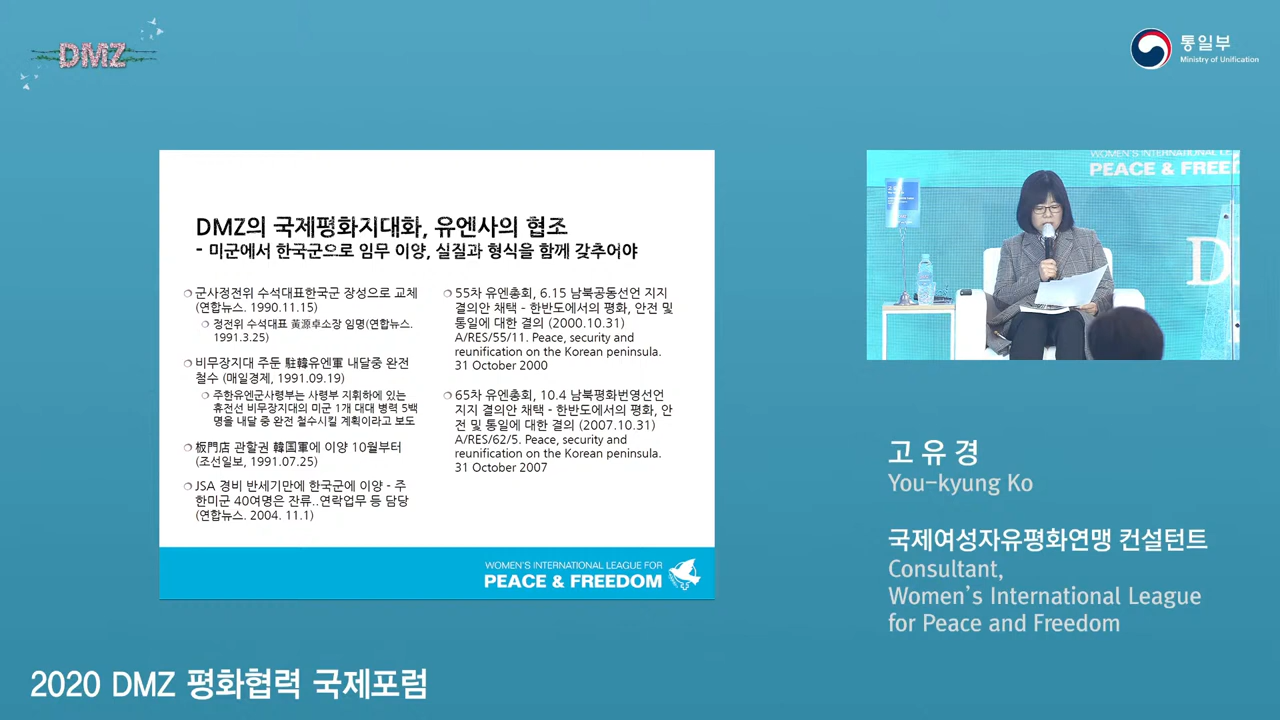 DMZ
통일부
Ministry of Unification
DMZ의 국제평화지대화, 유엔사의 협조
- 미군에서 한국군으로 임무 이양, 실질과 형식을 함께 갖추어야
군사정전위 수석대표한국군 장성으로 교체
(연합뉴스. 1990.11.15)
정전위 수석대표 黃源卓소장 임명(연합뉴스.
1991.3.25)
비무장지대 주둔 駐韓유엔軍 내달중 완전
철수 (매일경제, 1991.09.19)
주한유엔군사령부는 사령부 지휘하에 있는
휴전선 비무장지대의 미군 1개 대대 병력 5백
명을 내달 중 완전 철수시킬 계획이라고 보도
板門店 관할권 韓国軍에 이양 10월부터
(조선일보, 1991.07.25)
JSA 경비 반세기만에 한국군에 이양 - 주
한미군 40여명은 잔류..연락업무 등 담당
(연합뉴스. 2004. 11.1)
55차 유엔총회, 6.15 남북공동선언 지지
결의안 채택 - 한반도에서의 평화, 안전 및
통일에 대한 결의 (2000.10.31)
A/RES/55/11. Peace, security and
reunification on the Korean peninsula.
31 October 2000
65차 유엔총회, 10.4 남북평화번영선언
지지 결의안 채택 - 한반도에서의 평화, 안
전 및 통일에 대한 결의 (2007.10.31)
A/RES/62/5. Peace, security and
reunification on the Korean peninsula.
31 October 2007
WOMEN'S INTERNATIONAL LEAGUE FOR
PEACE & FREEDOM
WOMEN'S INTERNATIONAL LE
PEACE & FREE
D
고유경
You-kyung Ko
국제여성자유평화연맹 컨설턴트
Consultant,
Women's International League
for Peace and Freedom
2020 DMZ 평화협력 국제포럼